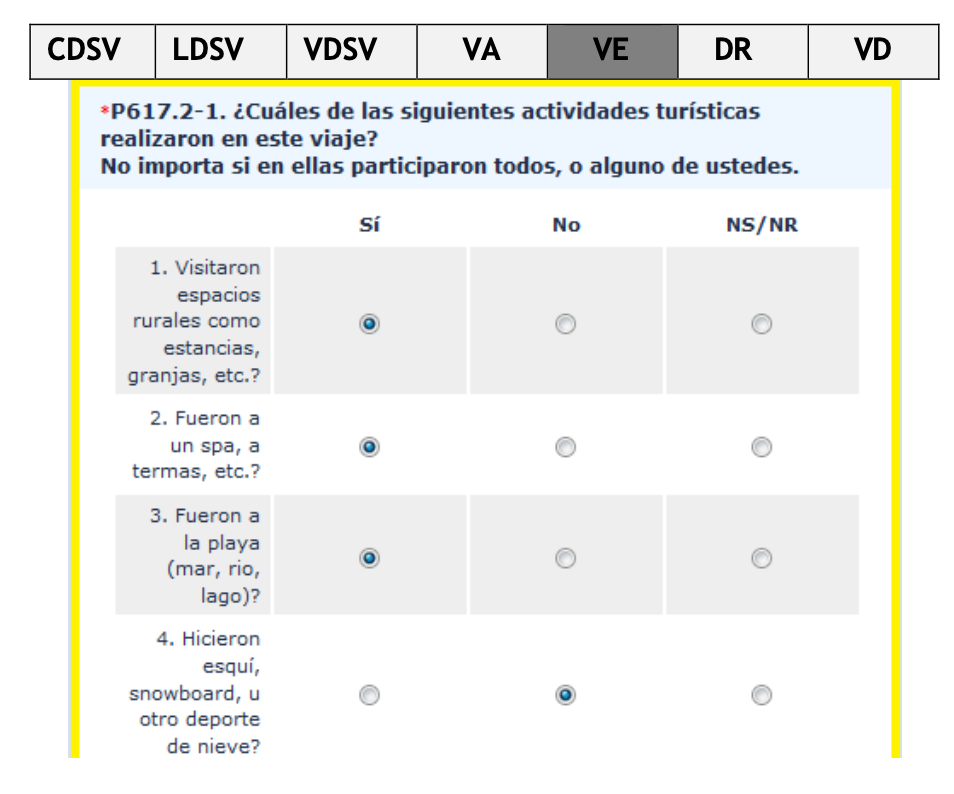 CDSV LDSV VDSV VA VE DR VD
*P617.2-1. ¿Cuáles de las siguientes actividades turísticas
realizaron en este viaje?
No importa si en ellas participaron todos, o alguno de ustedes.
Sí No NS/NR
1. Visitaron
espacios
rurales como
estancias,
granjas, etc.?
2. Fueron a
un spa, a
termas, etc.?
3. Fueron a
la playa
(mar, rio,
lago)?
4. Hicieron
esquí,
snowboard, u
otro deporte
de nieve?